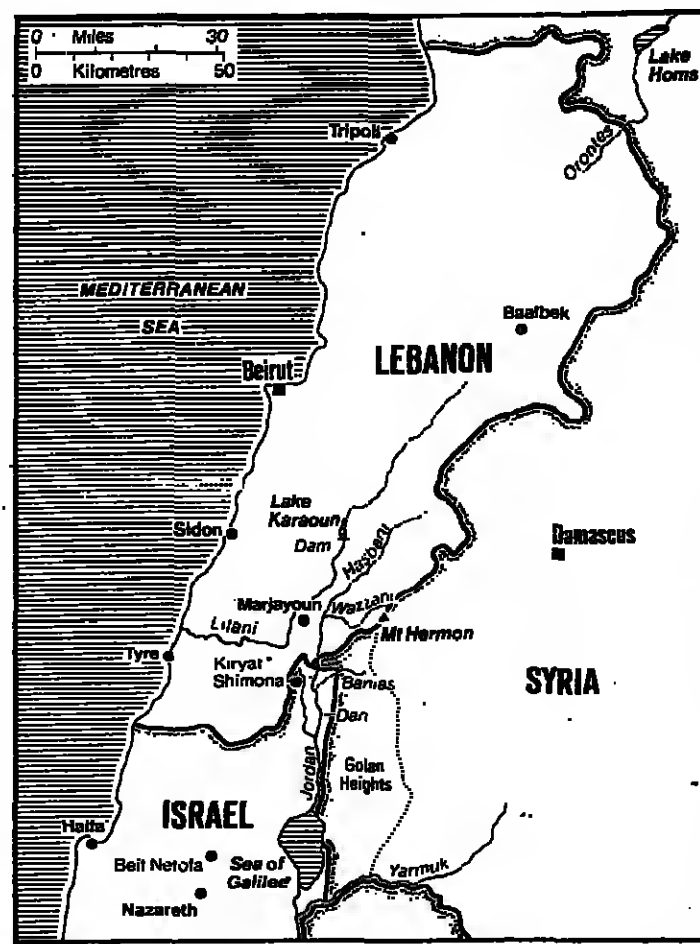 0 Miles 30
0 Kilometres 50
Lake
Homs
Tripoli
Orontes
MEDITERRANEAN
SEA
Baalbek
LEBANON
Beirut
Lake
Karaoun
Dam
Sidon
Hasbani
Damascus
Marjayoun
Wazzani
Litani
Mt Hermon
Tyre
Kiryat
Shimona
Banias
SYRIA
Dan
Golan
Heights
Jordan
ISRAEL
Haifa
Beit Netofa
Sea of
Galilee
Yarmuk
Nazareth